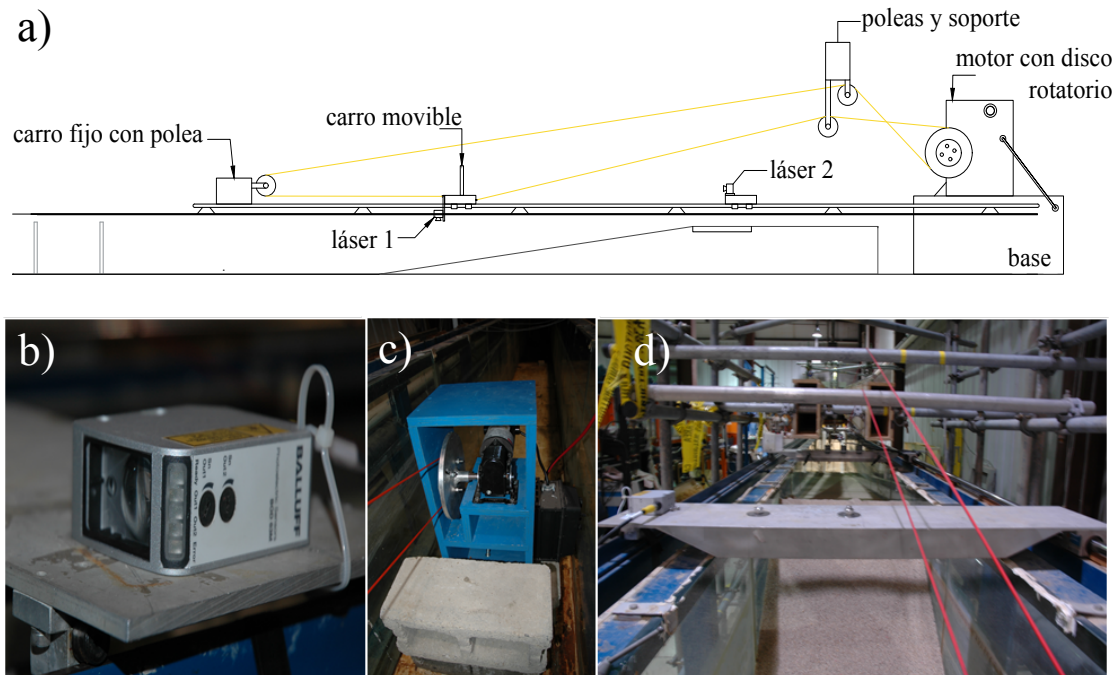 a)
poleas y soporte
motor con disco
rotatorio
carro fijo con polea
carro movible
láser 2
láser 1
base
b)
c)
d)
BALLUFF